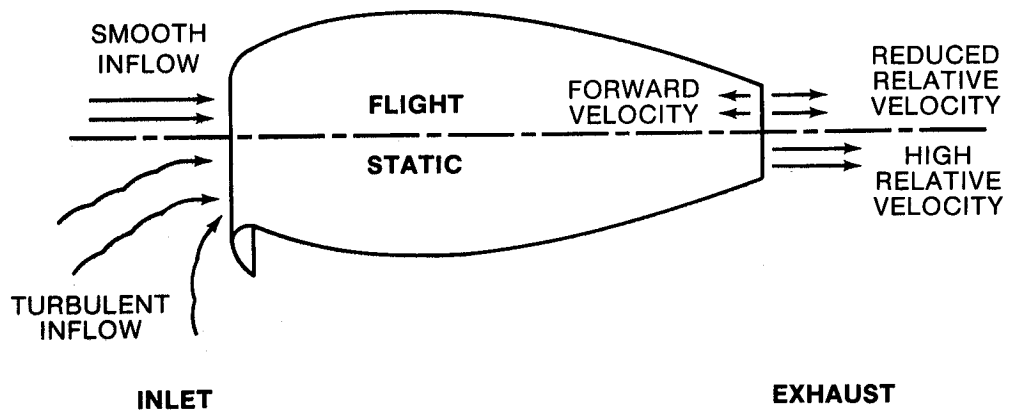 SMOOTH
INFLOW
FLIGHT
FORWARD
VELOCITY
REDUCED
RELATIVE
VELOCITY
STATIC
HIGH
RELATIVE
VELOCITY
TURBULENT
INFLOW
INLET
EXHAUST